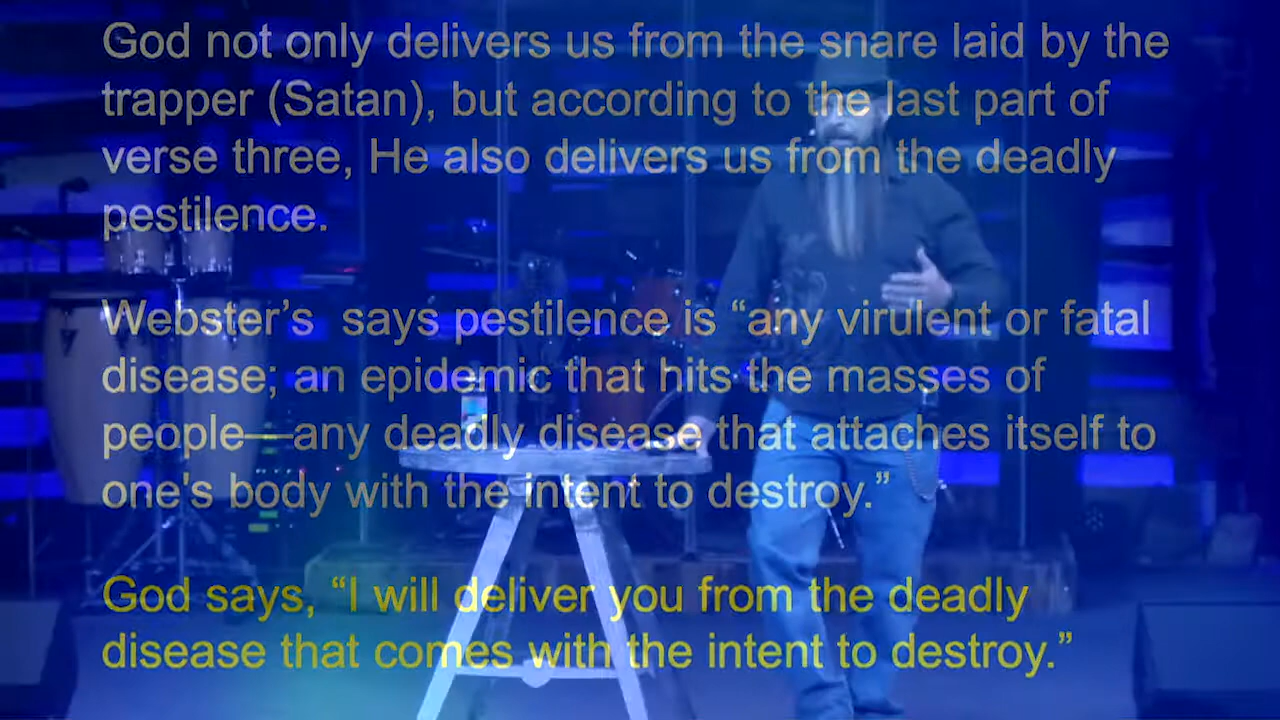 God not only delivers us from the snare laid by the
trapper (Satan), but according to the last part of
verse three, He also delivers us from the deadly
pestilence.
Webster’s  says pestilence is “any virulent or fatal
disease; an epidemic that hits the masses of
people—any deadly disease that attaches itself to
one's body with the intent to destroy.”
God says, “I will deliver you from the deadly
disease that comes with the intent to destroy.”